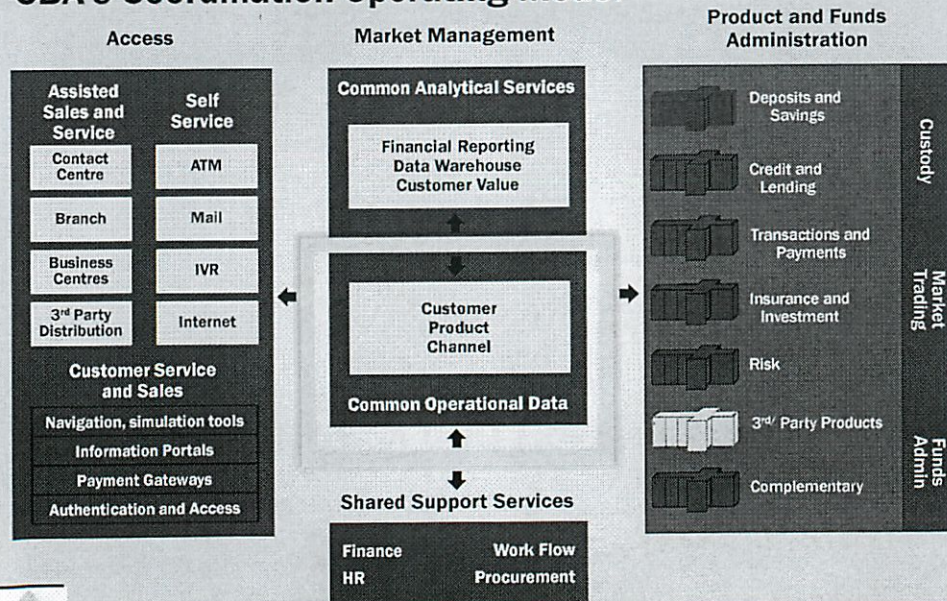 CBA's Coordination Operating
Access
Assisted
Sales and
Service
Contact
Centre
Branch
Business
Centres
3rd Party
Distribution
Self
Service
ATM
Mail
IVR
Internet
Customer Service
and Sales
Navigation, simulation tools
Information Portals
Payment Gateways
Authentication and Access
Market Management
Common Analytical Services
Financial Reporting
Data Warehouse
Customer Value
Customer
Product
Channel
Common Operational Data
Shared Support Services
Finance
Work Flow
HR
Procurement
Product and Funds
Administration
Deposits and
Savings
Credit and
Lending
Transactions and
Payments
Insurance and
Investment
Risk
3rd/ Party Products
Complementary
Custody
Market
Trading
Funds
Admin